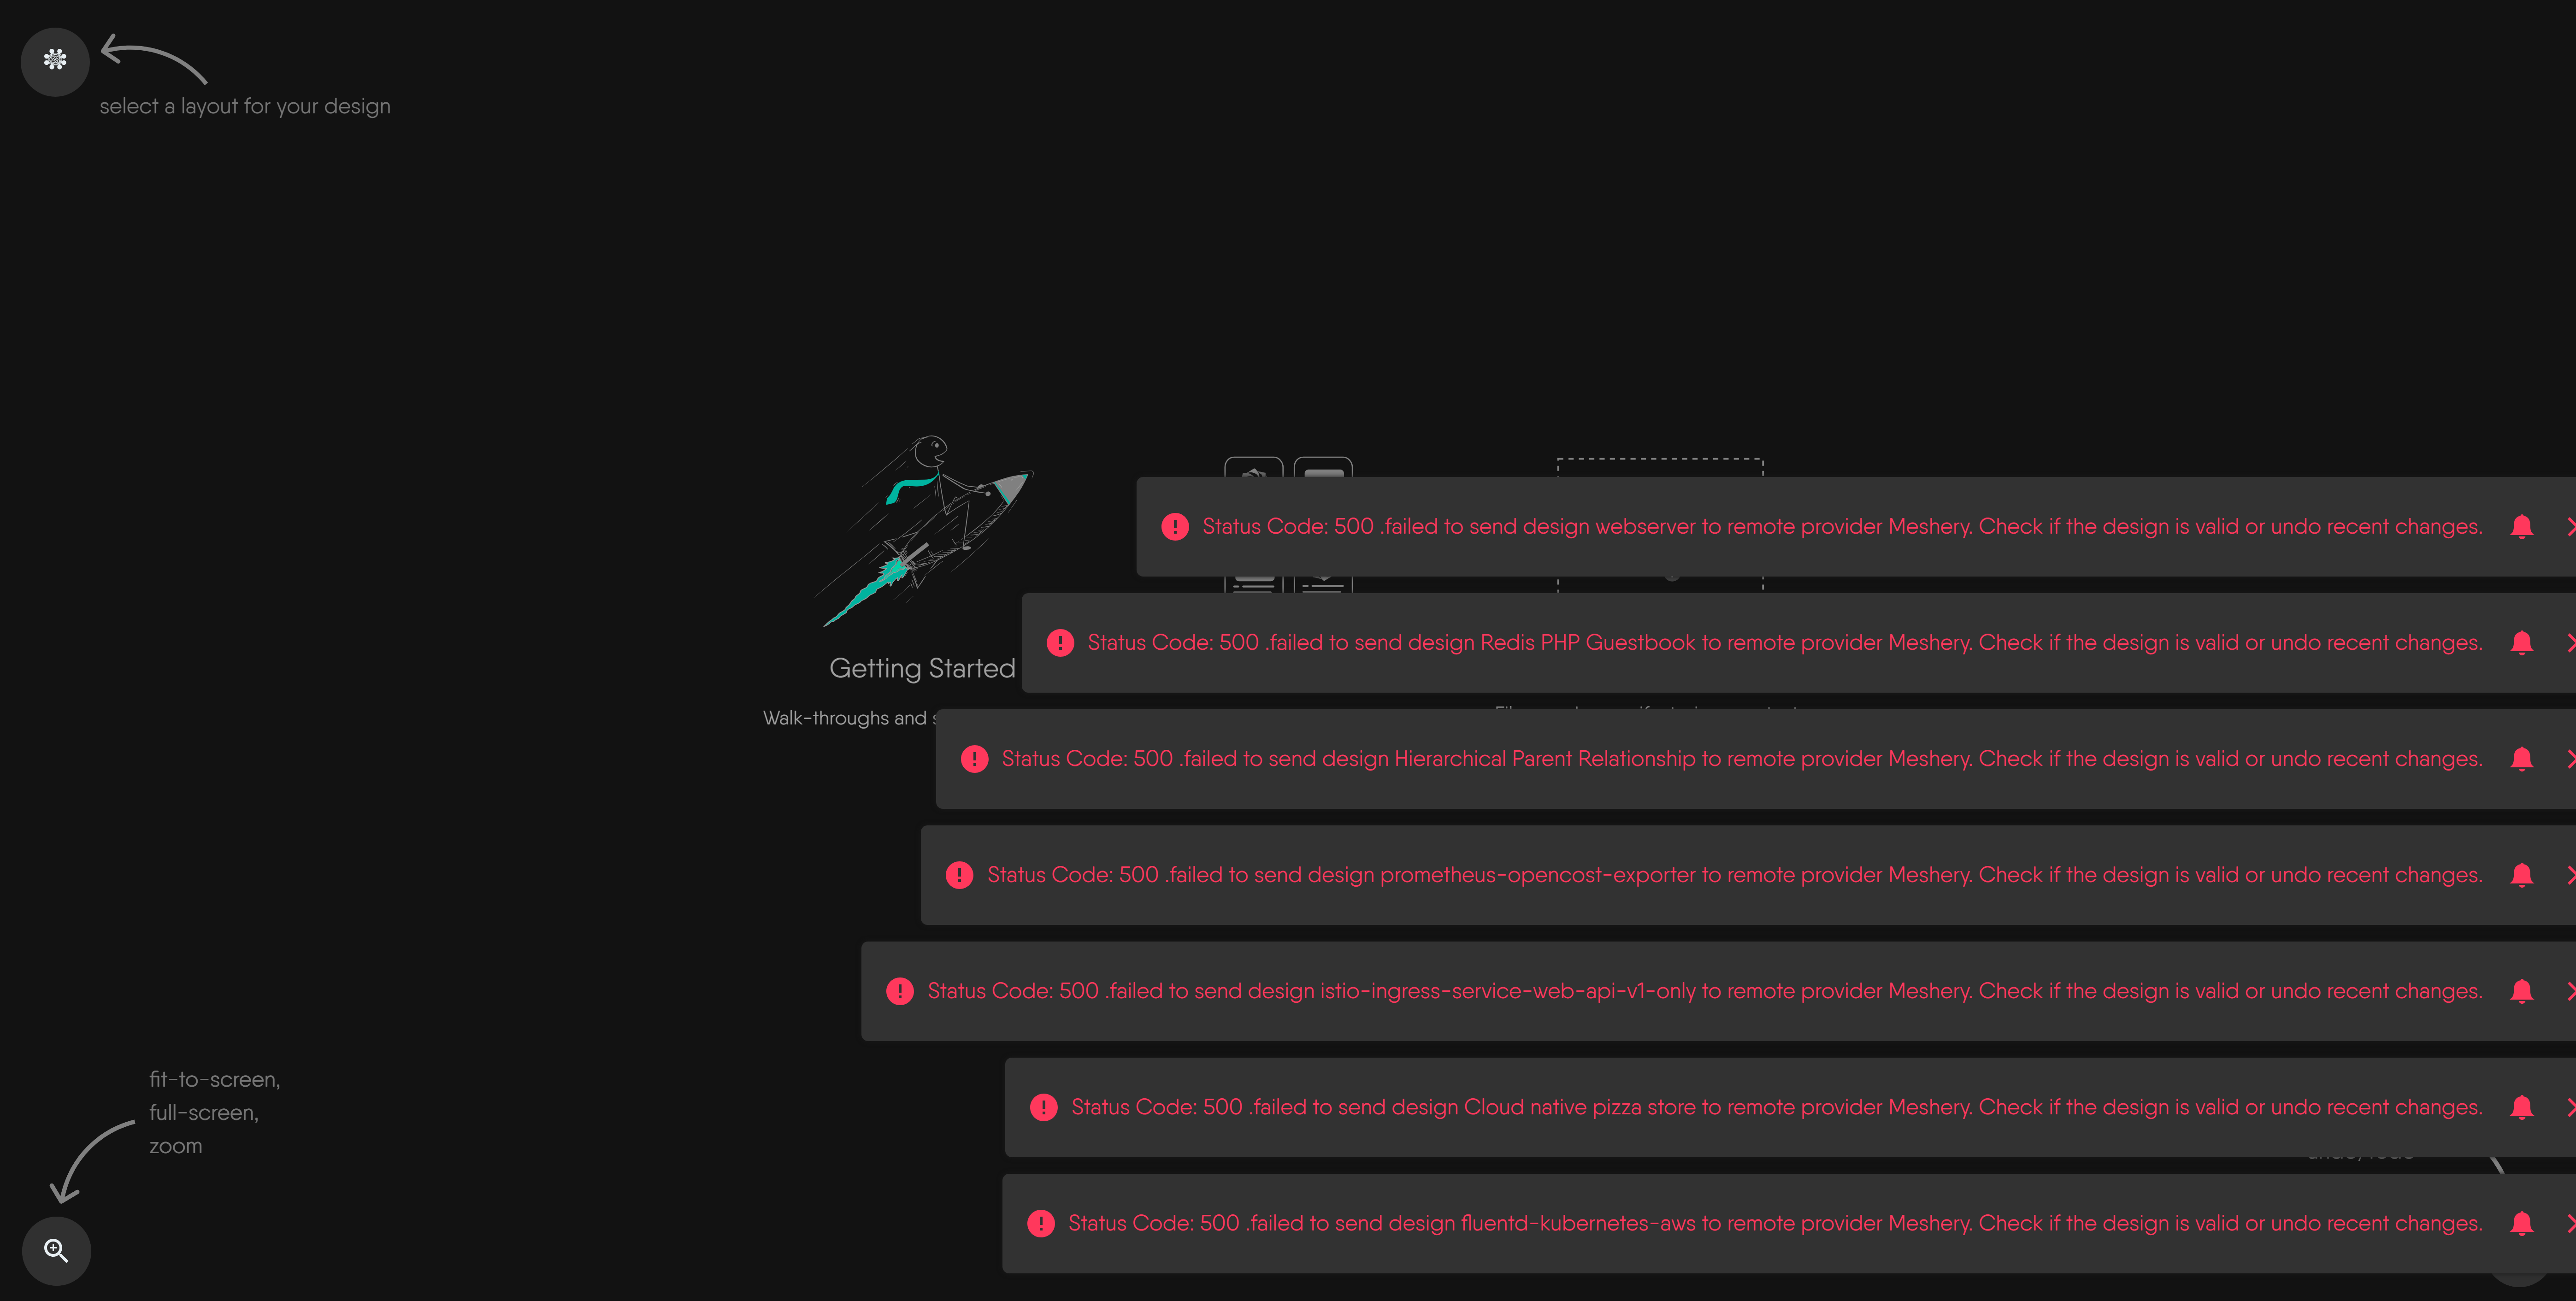 select a layout for your design
Status Code: 500 .failed to send design webserver to remote provider Meshery. Check if the design is valid or undo recent changes.
Status Code: 500 .failed to send design Redis PHP Guestbook to remote provider Meshery. Check if the design is valid or undo recent changes.
Getting Started
Walk-throughs and
Status Code: 500 .failed to send design Hierarchical Parent Relationship to remote provider Meshery. Check if the design is valid or undo recent changes.
Status Code: 500 .failed to send design prometheus-opencost-exporter to remote provider Meshery. Check if the design is valid or undo recent changes.
Status Code: 500 .failed to send design istio-ingress-service-web-api-v1-only to remote provider Meshery. Check if the design is valid or undo recent changes.
fit-to-screen,
full-screen,
zoom
Status Code: 500 .failed to send design Cloud native pizza store to remote provider Meshery. Check if the design is valid or undo recent changes.
Status Code: 500 .failed to send design fluentd-kubernetes-aws to remote provider Meshery. Check if the design is valid or undo recent changes.